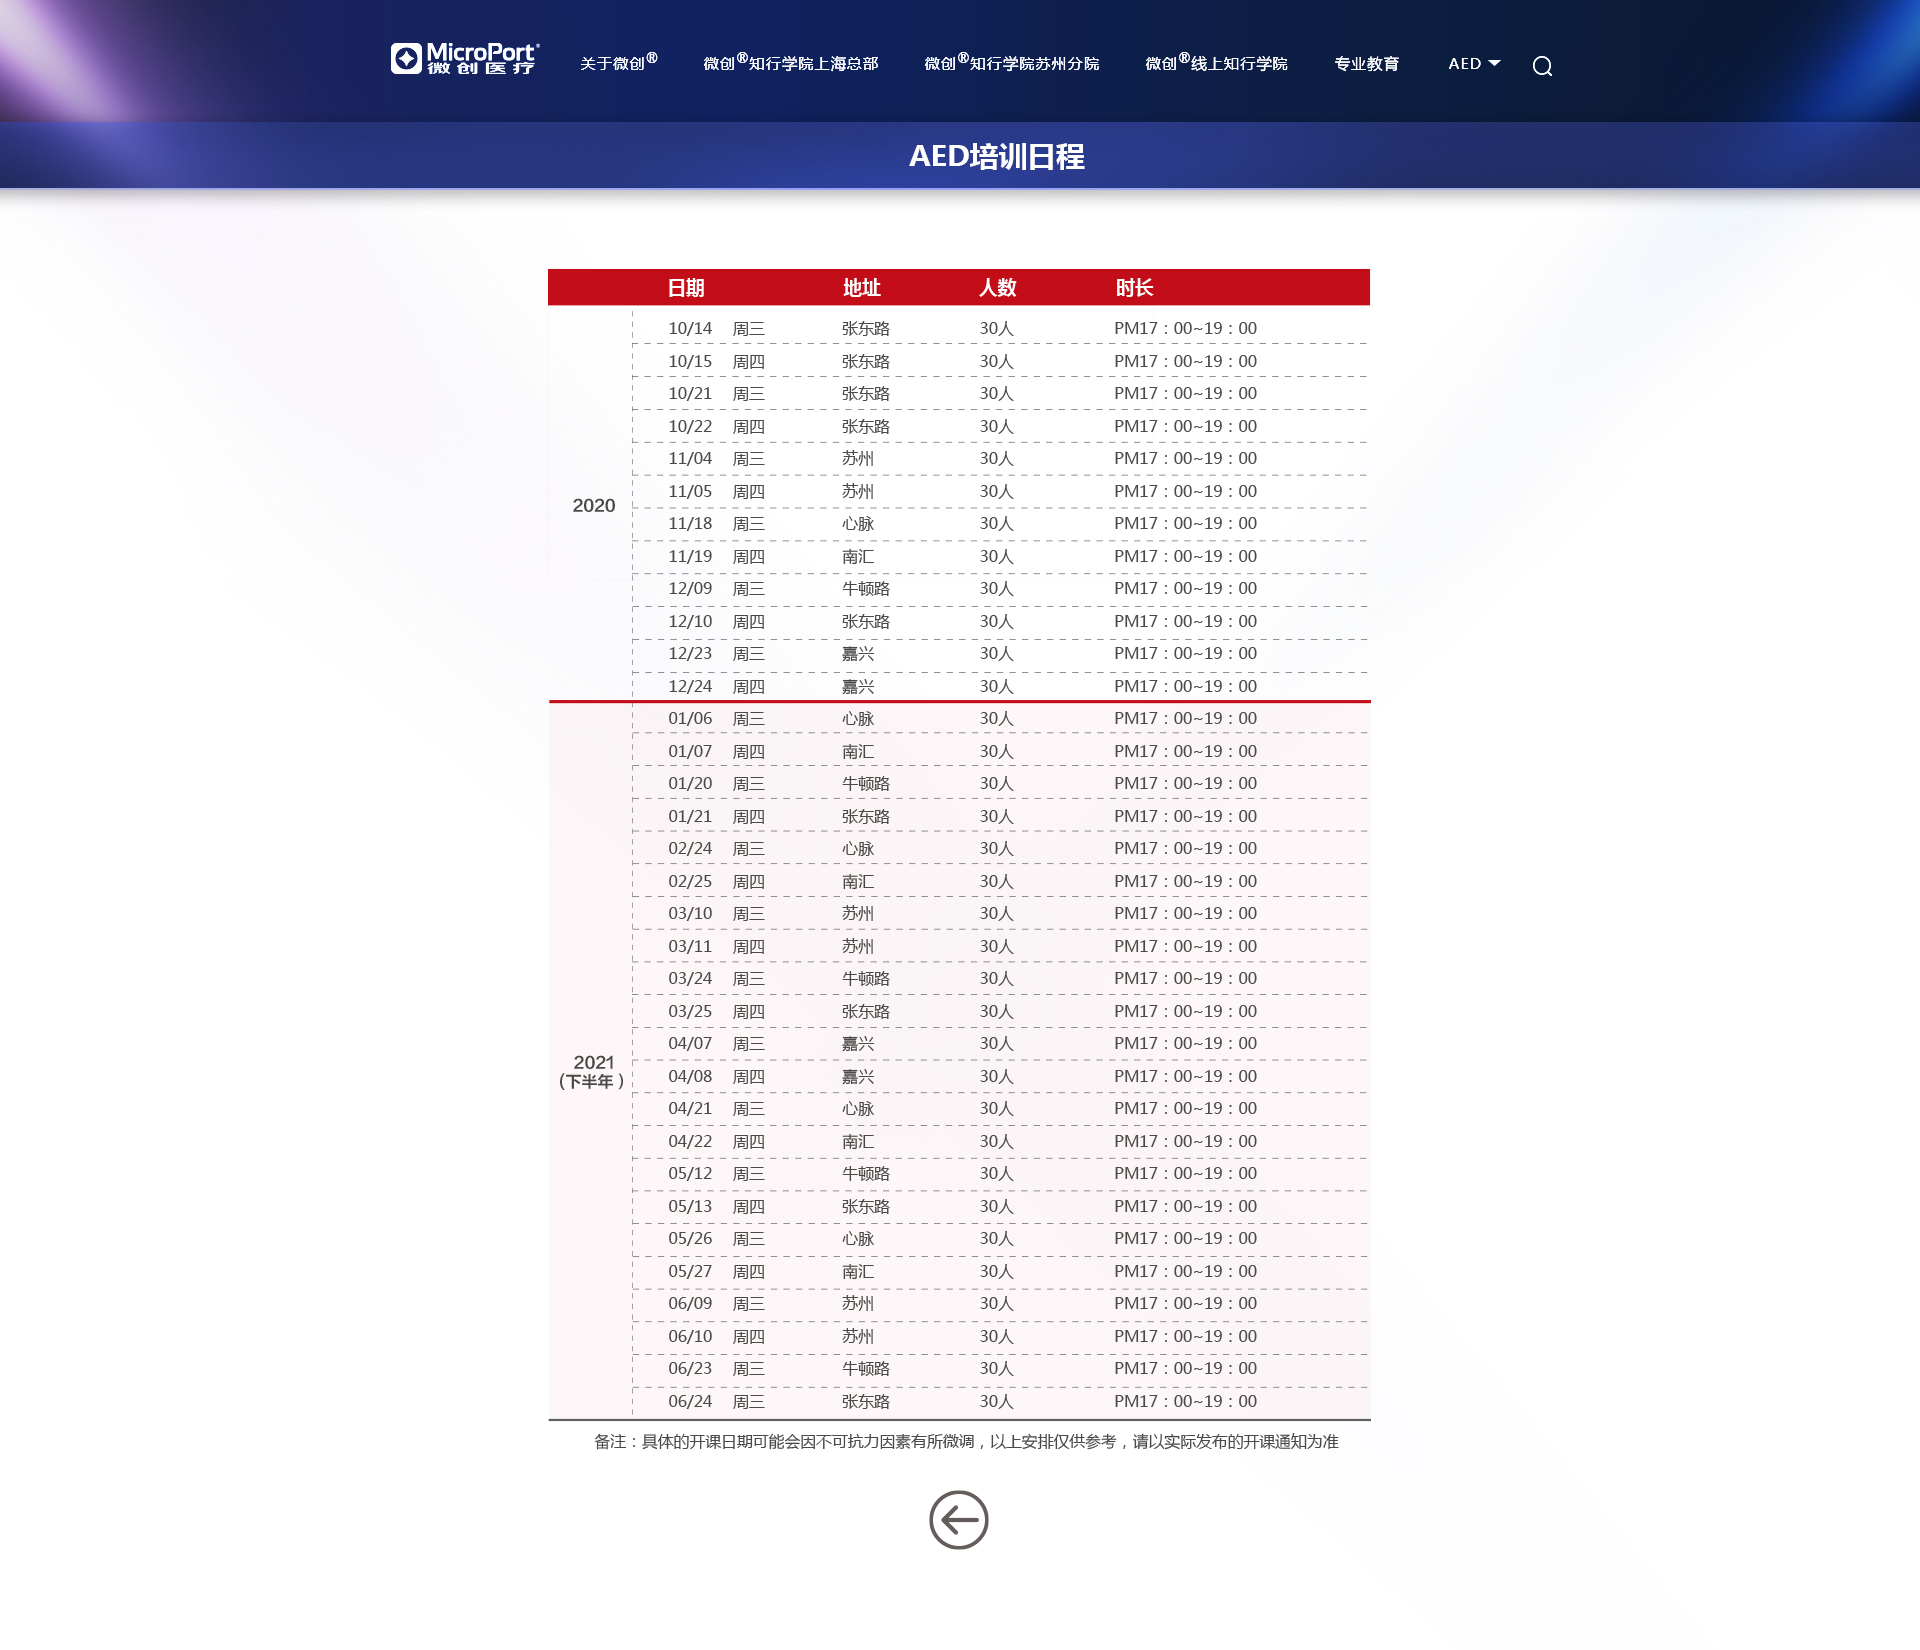 MicroPort®
微创医疗
关于微创® 微创®知行学院上海总部 微创®知行学院苏州分院 微创®线上知行学院 专业教育 AED
AED培训日程
日期 地址 人数 时长
10/14 周三 张东路 30人 PM17：00~19：00
10/15 周四 张东路 30人 PM17：00~19：00
10/21 周三 张东路 30人 PM17：00~19：00
10/22 周四 张东路 30人 PM17：00~19：00
11/04 周三 苏州 30人 PM17：00~19：00
11/05 周四 苏州 30人 PM17：00~19：00
2020
11/18 周三 心脉 30人 PM17：00~19：00
11/19 周四 南汇 30人 PM17：00~19：00
12/09 周三 牛顿路 30人 PM17：00~19：00
12/10 周四 张东路 30人 PM17：00~19：00
12/23 周三 嘉兴 30人 PM17：00~19：00
12/24 周四 嘉兴 30人 PM17：00~19：00
01/06 周三 心脉 30人 PM17：00~19：00
01/07 周四 南汇 30人 PM17：00~19：00
01/20 周三 牛顿路 30人 PM17：00~19：00
01/21 周四 张东路 30人 PM17：00~19：00
02/24 周三 心脉 30人 PM17：00~19：00
02/25 周四 南汇 30人 PM17：00~19：00
03/10 周三 苏州 30人 PM17：00~19：00
03/11 周四 苏州 30人 PM17：00~19：00
03/24 周三 牛顿路 30人 PM17：00~19：00
03/25 周四 张东路 30人 PM17：00~19：00
04/07 周三 嘉兴 30人 PM17：00~19：00
2021
(下半年）
04/08 周四 嘉兴 30人 PM17：00~19：00
04/21 周三 心脉 30人 PM17：00~19：00
04/22 周四 南汇 30人 PM17：00~19：00
05/12 周三 牛顿路 30人 PM17：00~19：00
05/13 周四 张东路 30人 PM17：00~19：00
05/26 周三 心脉 30人 PM17：00~19：00
05/27 周四 南汇 30人 PM17：00~19：00
06/09 周三 苏州 30人 PM17：00~19：00
06/10 周四 苏州 30人 PM17：00~19：00
06/23 周三 牛顿路 30人 PM17：00~19：00
06/24 周三 张东路 30人 PM17：00~19：00
备注：具体的开课日期可能会因不可抗力因素有所微调，以上安排仅供参考，请以实际发布的开课通知为准